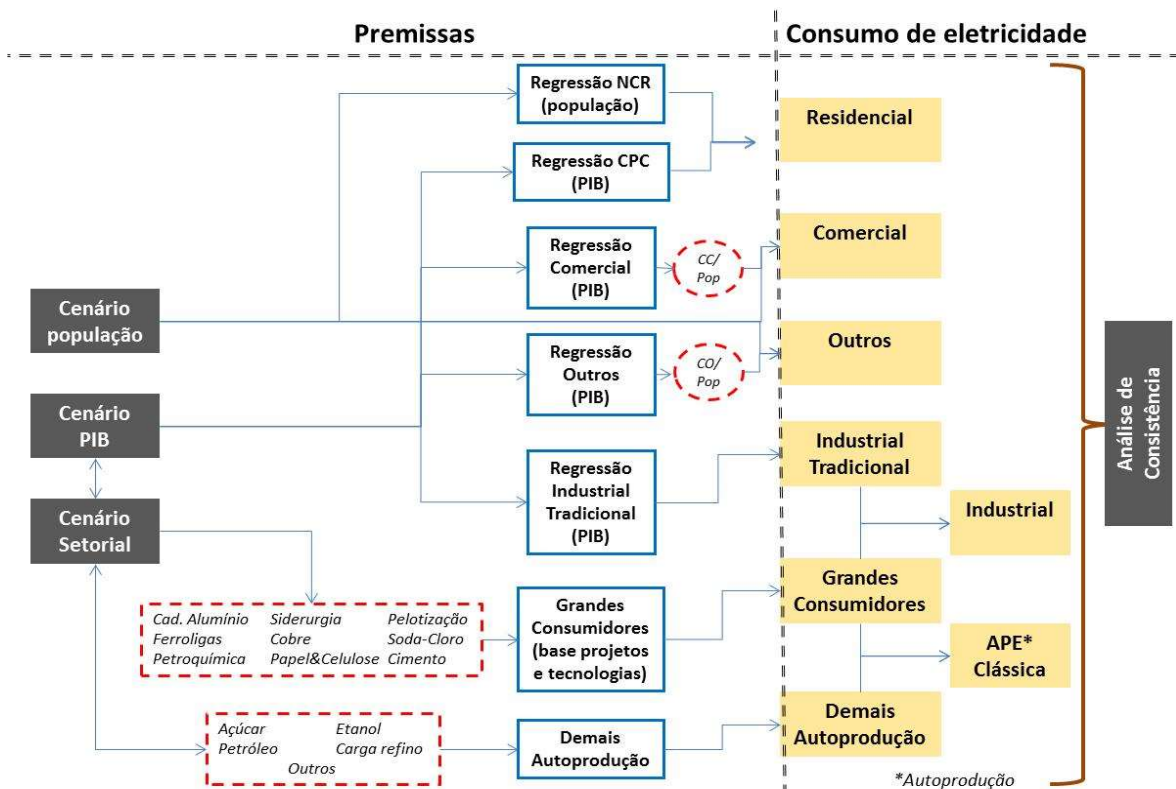 Premissas
Consumo de eletricidade
Regressão NCR
(população)
Residencial
Regressão CPC
(PIB)
Regressão
Comercial
(PIB)
CC/
Pop
Comercial
Cenário
população
Regressão
Outros
(PIB)
CO/
Pop
Outros
Cenário
PIB
Regressão
Industrial
Tradicional
(PIB)
Industrial
Tradicional
Cenário
Setorial
Industrial
Análise de
Consistência
Cad. Alumínio Siderurgia Pelotização
Ferroligas Cobre Soda-Cloro
Petroquímica Papel&Celulose Cimento
Grandes
Consumidores
(base projetos
e tecnologias)
Grandes
Consumidores
APE*
Clássica
Açúcar Etanol
Petróleo Carga refino
Outros
Demais
Autoprodução
Demais
Autoprodução
*Autoprodução